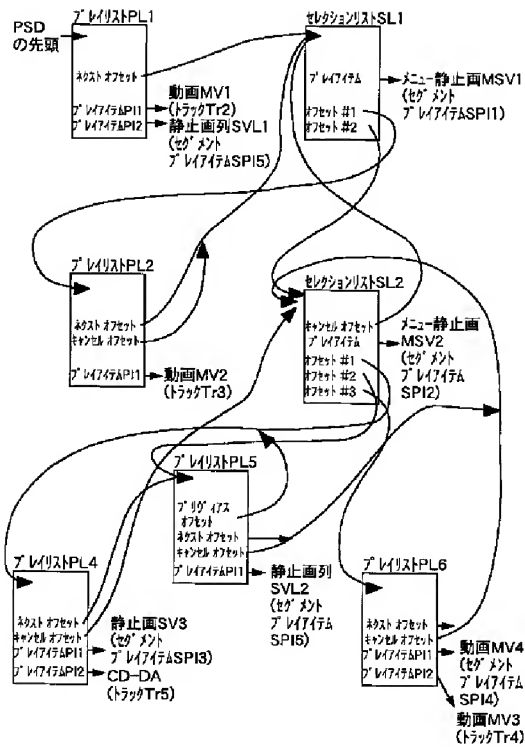 PSD
の先頭
プレイリストPL1
ネクスト オフセット
プレイアイテムPI1
プレイアイテムPI2
動画MV1
(トラックTr2)
静止画列SVL1
(セグメント
プレイアイテムSPI5)
セレクションリストSL1
プレイアイテム
オフセット #1
オフセット #2
メニュー静止画MSV1
(セグメント
プレイアイテムSPI1)
プレイリストPL2
ネクスト オフセット
キャンセル オフセット
プレイアイテムPI1
動画MV2
(トラックTr3)
セレクションリストSL2
キャンセル オフセット
プレイアイテム
オフセット #1
オフセット #2
オフセット #3
メニュー静止画
MSV2
(セグメント
プレイアイテム
SPI2)
プレイリストPL5
プリヴィアス
オフセット
ネクスト オフセット
キャンセル オフセット
プレイアイテムPI1
静止画列
SVL2
(セグメント
プレイアイテム
SPI6)
プレイリストPL4
ネクスト オフセット
キャンセル オフセット
プレイアイテムPI1
プレイアイテムPI2
静止画SV3
(セグメント
プレイアイテムSPI3)
CD-DA
(トラックTr5)
プレイリストPL6
ネクスト オフセット
キャンセル オフセット
プレイアイテムPI1
プレイアイテムPI2
動画MV4
(セグメント
プレイアイテム
SPI4)
動画MV3
(トラックTr4)